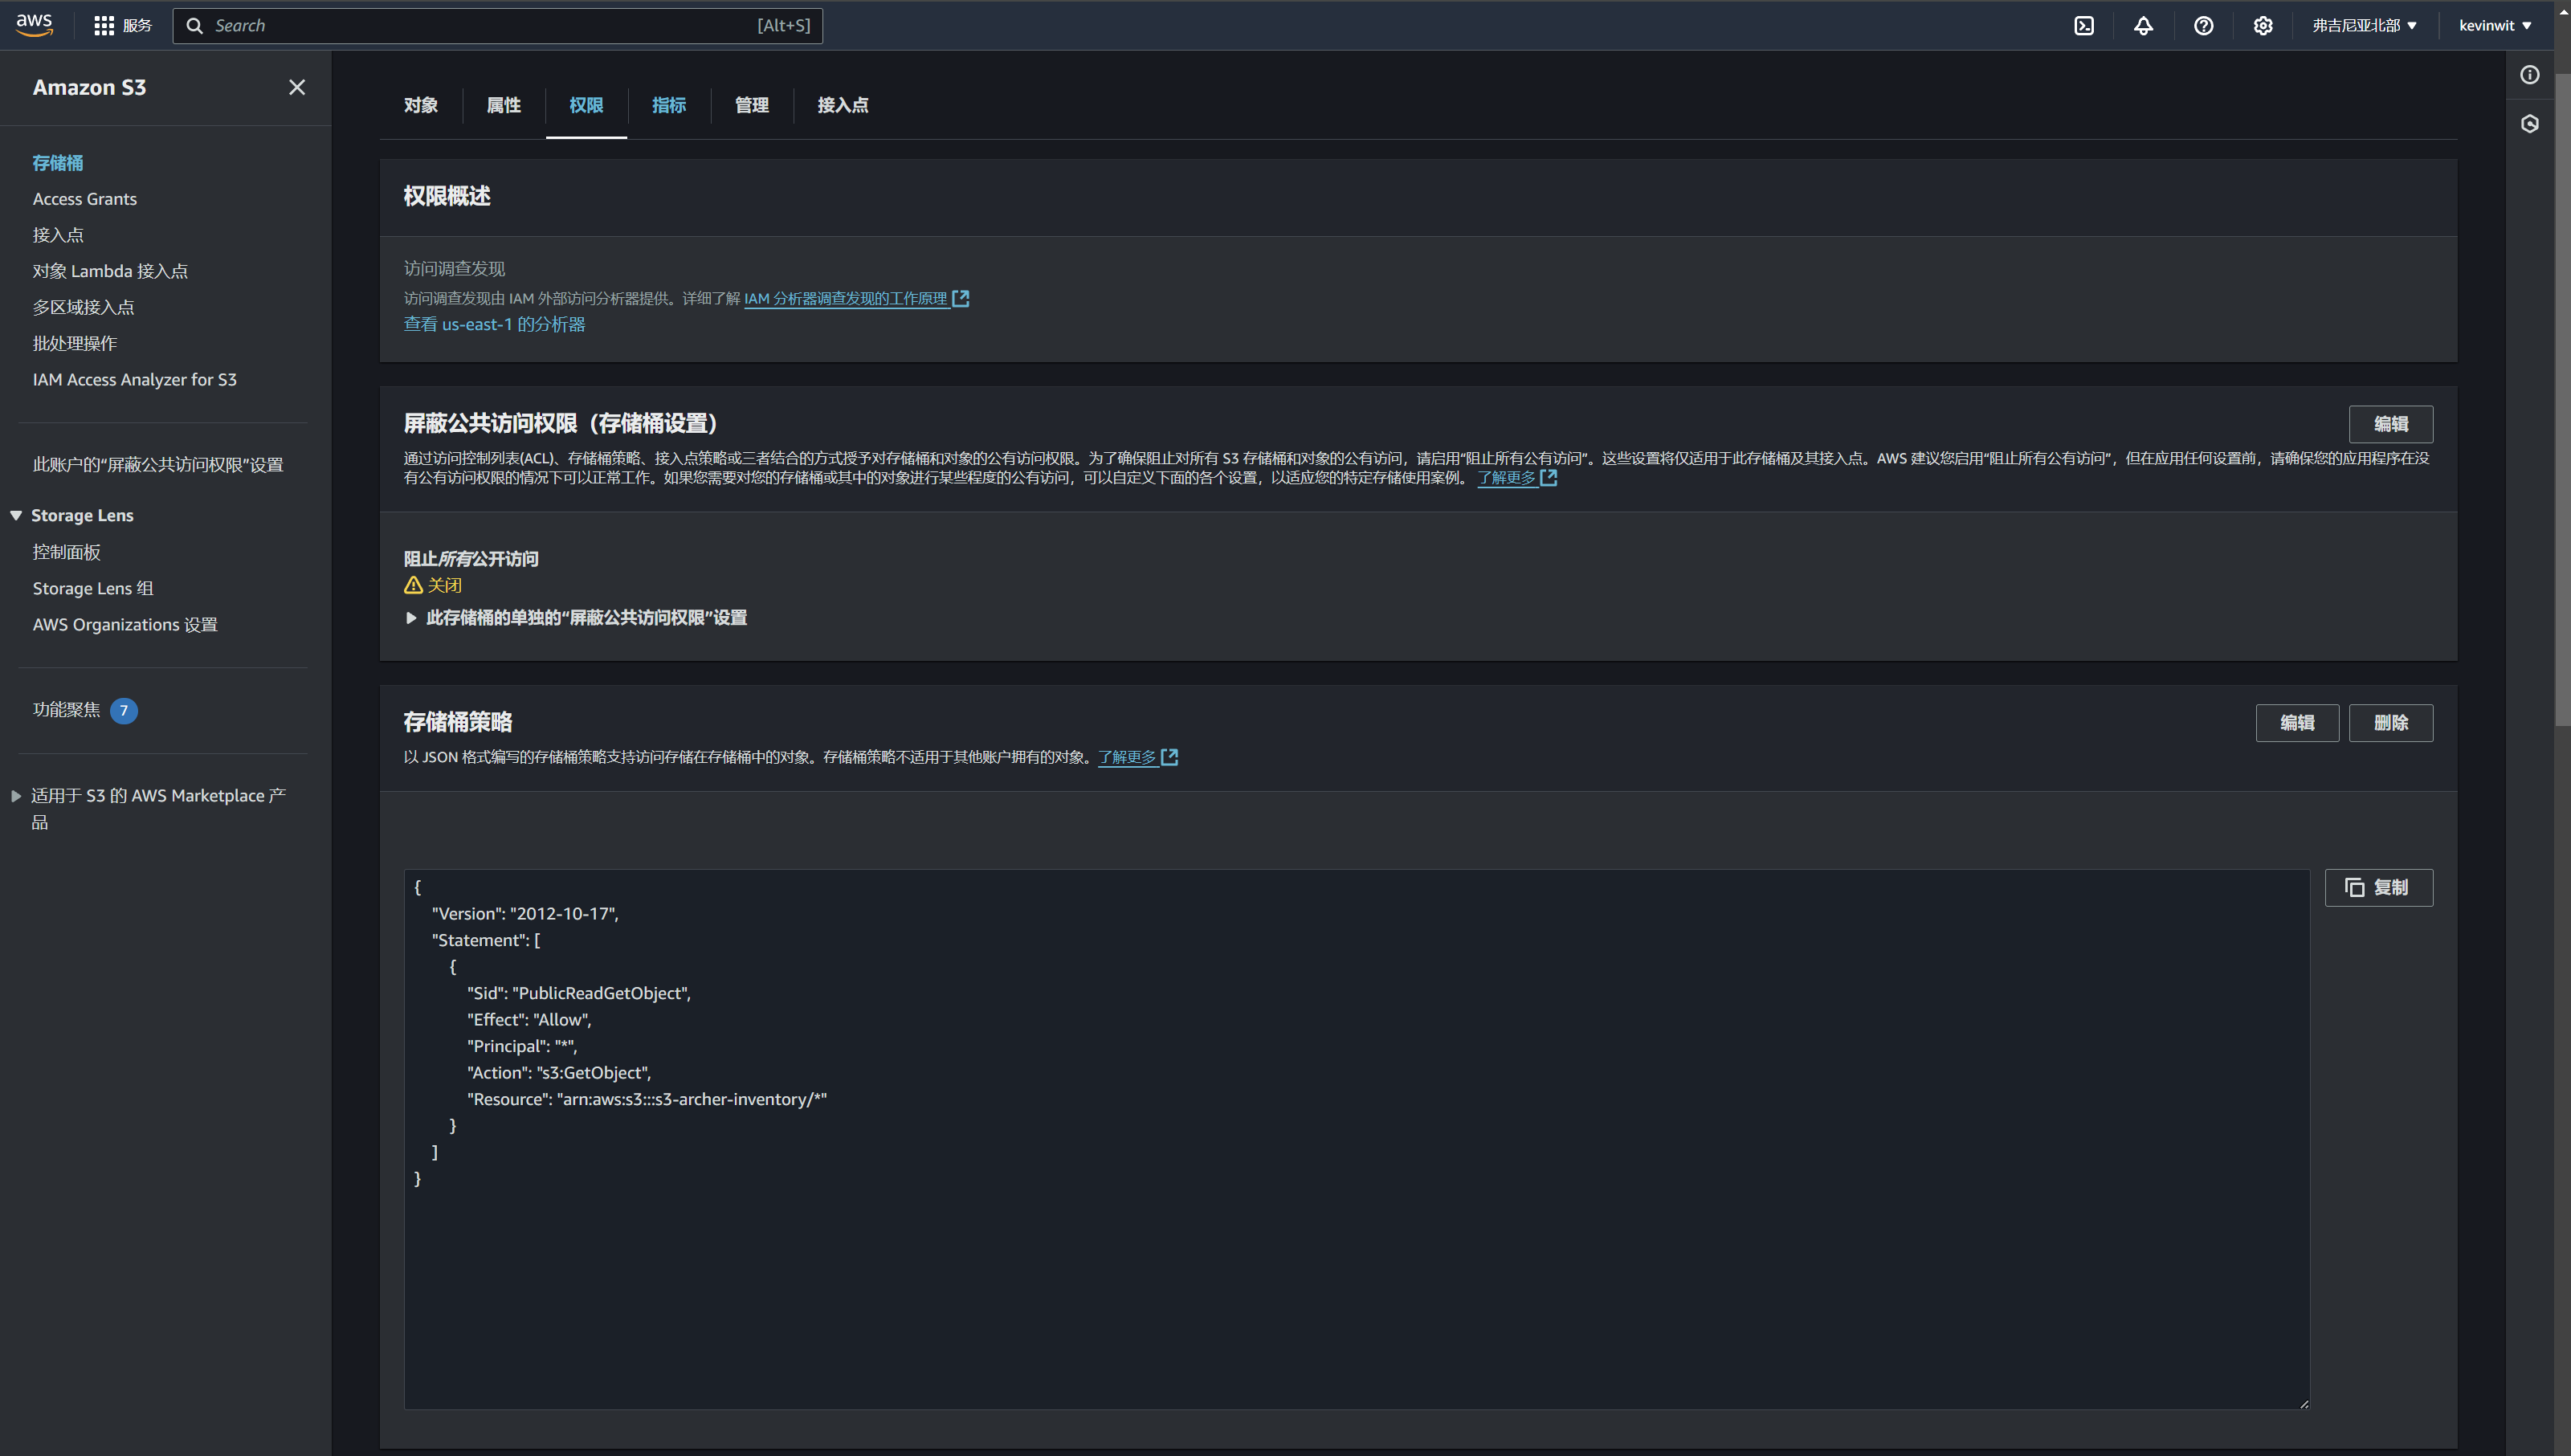 aws
服务
Search
[Alt+S]
弗吉尼亚北部
kevinwit
Amazon S3
存储桶
Access Grants
接入点
对象 Lambda 接入点
多区域接入点
批处理操作
IAM Access Analyzer for S3
此账户的“屏蔽公共访问权限”设置
Storage Lens
控制面板
Storage Lens 组
AWS Organizations 设置
功能聚焦 7
适用于 S3 的 AWS Marketplace 产
品
对象
属性
权限
指标
管理
接入点
权限概述
访问调查发现
访问调查发现由 IAM 外部访问分析器提供。详细了解 IAM 分析器调查发现的工作原理
查看 us-east-1 的分析器
屏蔽公共访问权限（存储桶设置）
编辑
通过访问控制列表(ACL)、存储桶策略、接入点策略或三者结合的方式授予对存储桶和对象的公有访问权限。为了确保阻止对所有 S3 存储桶和对象的公有访问，请启用“阻止所有公有访问”。这些设置将仅适用于此存储桶及其接入点。AWS 建议您启用“阻止所有公有访问”，但在应用任何设置前，请确保您的应用程序在没
有公有访问权限的情况下可以正常工作。如果您需要对您的存储桶或其中的对象进行某些程度的公有访问，可以自定义下面的各个设置，以适应您的特定存储使用案例。 了解更多
阻止所有公开访问
关闭
此存储桶的单独的“屏蔽公共访问权限”设置
存储桶策略
编辑
删除
以 JSON 格式编写的存储桶策略支持访问存储在存储桶中的对象。存储桶策略不适用于其他账户拥有的对象。了解更多
复制
{
"Version": "2012-10-17",
"Statement": [
{
"Sid": "PublicReadGetObject",
"Effect": "Allow",
"Principal": "*",
"Action": "s3:GetObject",
"Resource": "arn:aws:s3:::s3-archer-inventory/*"
}
]
}